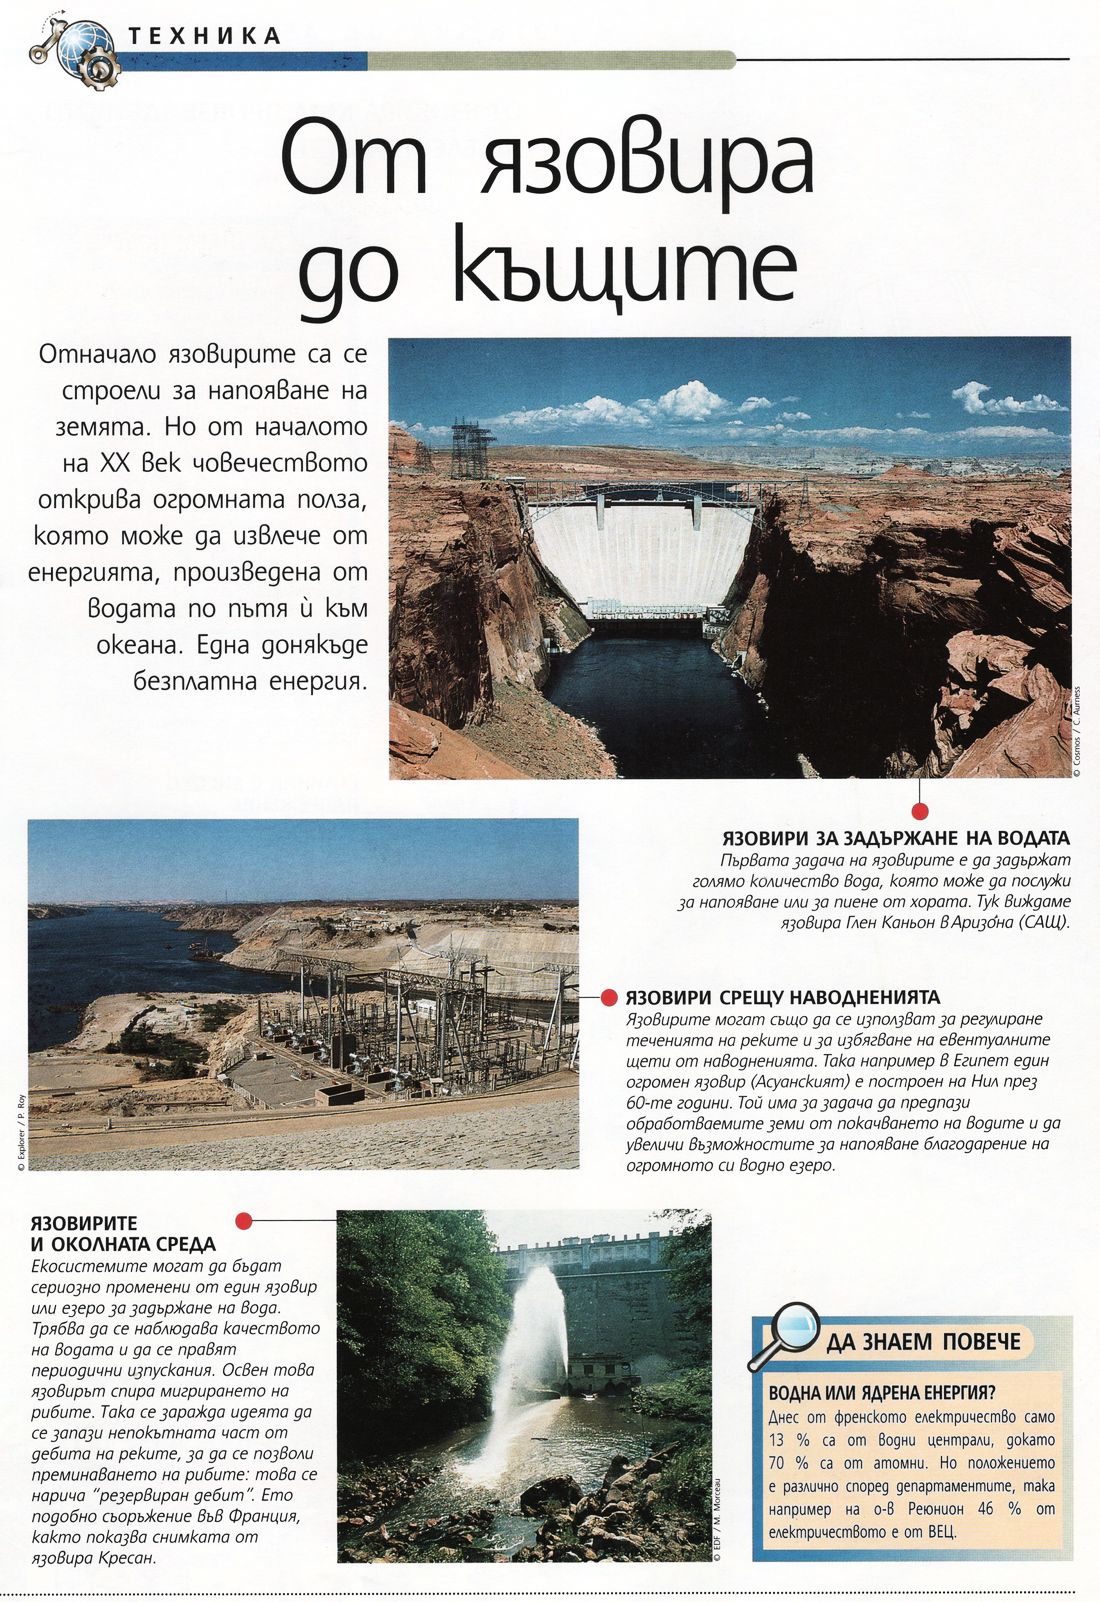 ТЕХНИКА
От язовира
до къщите
Отначало язовирите са се
строели за напояване на
земята. Но от началото
на XX век човечеството
открива огромната полза,
която може да извлече от
енергията, произведена от
водата по пътя ѝ към
океана. Една донякъде
безплатна енергия.
© Cosmos / C. Aurness
ЯЗОВИРИ ЗА ЗАДЪРЖАНЕ НА ВОДАТА
Първата задача на язовирите е да задържат
голямо количество вода, която може да послужи
за напояване или за пиене от хората. Тук виждаме
язовира Глен Каньон в Аризона (САЩ).
© Explorer / P. Roy
ЯЗОВИРИ СРЕЩУ НАВОДНЕНИЯТА
Язовирите могат също да се използват за регулиране
теченията на реките и за избягване на евентуалните
щети от наводненията. Така например в Египет един
огромен язовир (Асуанският) е построен на Нил през
60-те години. Той има за задача да предпази
обработваемите земи от покачването на водите и да
увеличи възможностите за напояване благодарение на
огромното си водно езеро.
ЯЗОВИРИТЕ
И ОКОЛНАТА СРЕДА
Екосистемите могат да бъдат
сериозно променени от един язовир
или езеро за задържане на вода.
Трябва да се наблюдава качеството
на водата и да се правят
периодични изпускания. Освен това
язовирът спира мигрирането на
рибите. Така се заражда идеята да
се запази непокътната част от
дебита на реките, за да се позволи
преминаването на рибите: това се
нарича "резервиран дебит". Ето
подобно съоръжение във Франция,
както показва снимката от
язовира Кресан.
© EDF / M. Morceau
ДА ЗНАЕМ ПОВЕЧЕ
ВОДНА ИЛИ ЯДРЕНА ЕНЕРГИЯ?
Днес от френското електричество само
13 % са от водни централи, докато
70 % са от атомни. Но положението
е различно според департаментите, така
например на о-в Реюнион 46 % от
електричеството е от ВЕЦ.